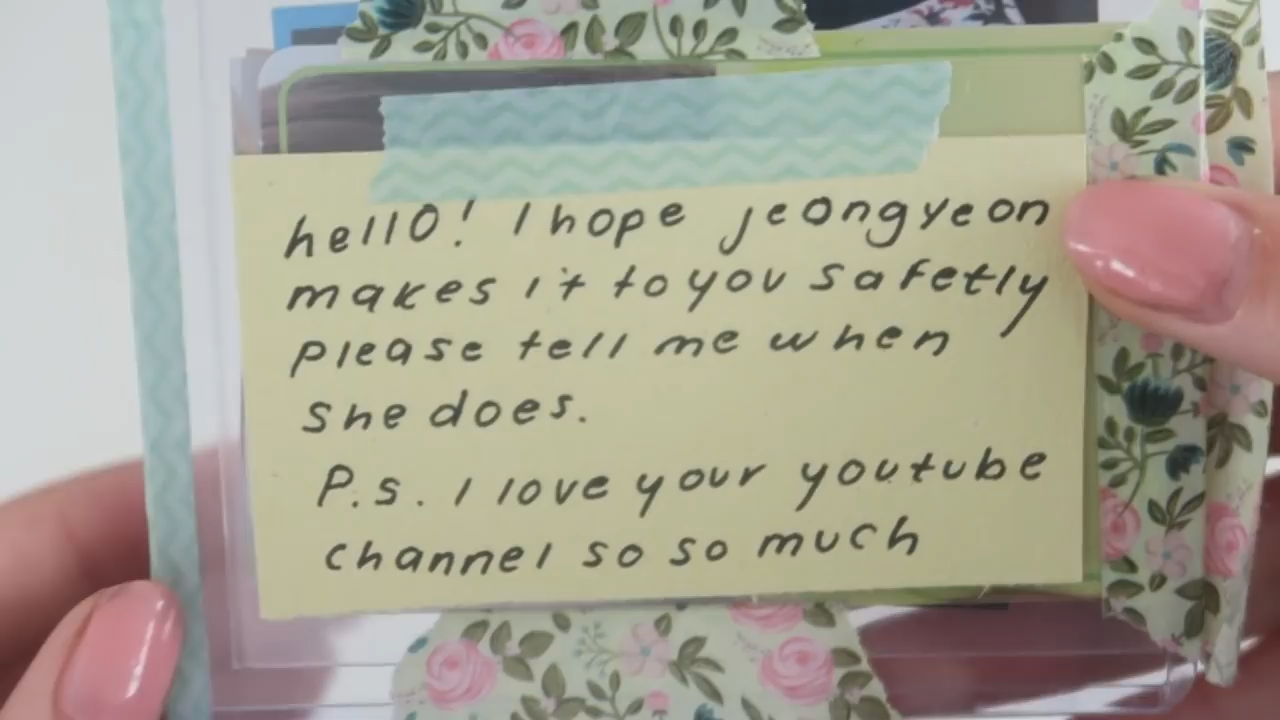 hello! I hope jeongyeon
makes it to you safetly
please tell me when
she does.
P.s. I love your youtube
channel so so much